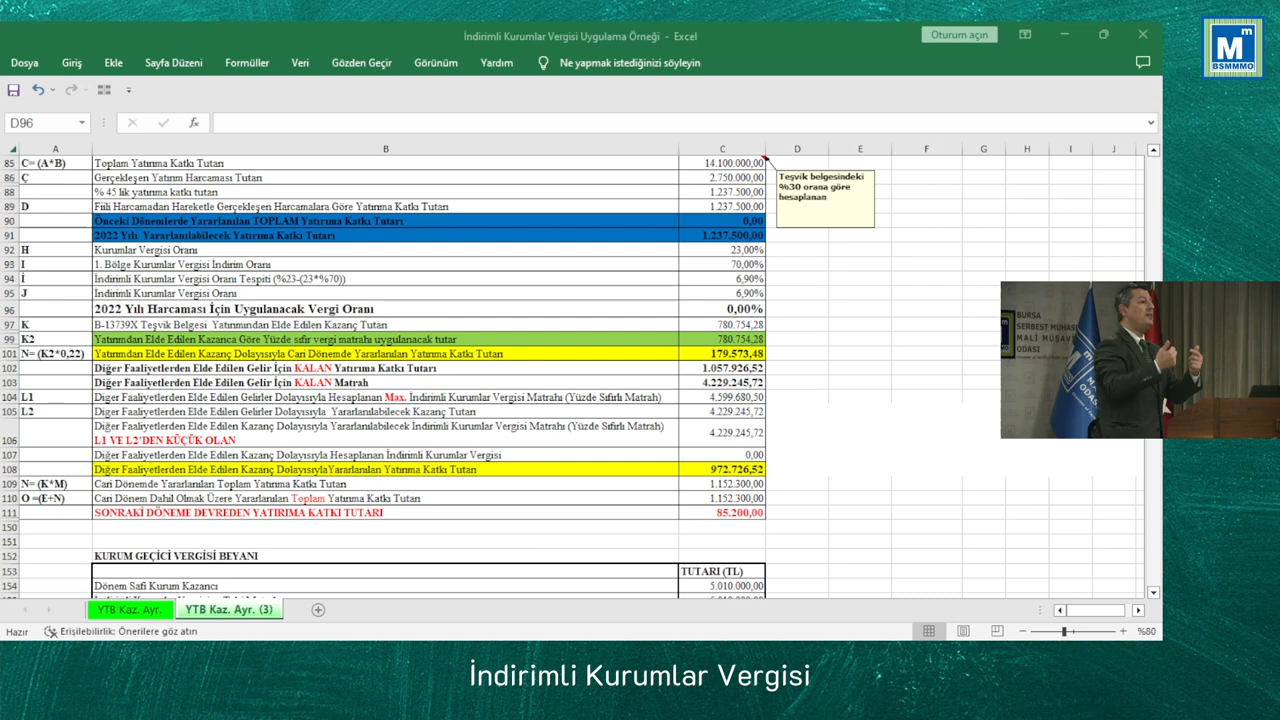 İndirimli Kurumlar Vergisi Uygulama Örneği - Excel
Oturum açın
Dosya Giriş Ekle Sayfa Düzeni Formüller Veri Gözden Geçir Görünüm Yardım Ne yapmak istediğinizi söyleyin
D96 fx
A B C D E F G H I J
85 C= (A*B) Toplam Yatırıma Katkı Tutarı 14.100.000,00
86 Ç Gerçekleşen Yatırım Harcaması Tutarı 2.750.000,00
88 % 45 lik yatırıma katkı tutarı 1.237.500,00
89 D Fiili Harcamadan Hareketle Gerçekleşen Harcamalara Göre Yatırıma Katkı Tutarı 1.237.500,00
90 Önceki Dönemlerde Yararlanılan TOPLAM Yatırıma Katkı Tutarı 0,00
91 2022 Yılı Yararlanılabilecek Yatırıma Katkı Tutarı 1.237.500,00
92 H Kurumlar Vergisi Oranı 23,00%
93 I 1. Bölge Kurumlar Vergisi İndirim Oranı 70,00%
94 İ İndirimli Kurumlar Vergisi Oranı Tespiti (%23-(23*%70)) 6,90%
95 J İndirimli Kurumlar Vergisi Oranı 6,90%
96 2022 Yılı Harcaması İçin Uygulanacak Vergi Oranı 0,00%
97 K B-13739X Teşvik Belgesi Yatırımından Elde Edilen Kazanç Tutarı 780.754,28
99 K2 Yatırımdan Elde Edilen Kazanca Göre Yüzde sıfır vergi matrahı uygulanacak tutar 780.754,28
101 N= (K2*0,22) Yatırımdan Elde Edilen Kazanç Dolayısıyla Cari Dönemde Yararlanılan Yatırıma Katkı Tutarı 179.573,48
102 Diğer Faaliyetlerden Elde Edilen Gelir İçin KALAN Yatırıma Katkı Tutarı 1.057.926,52
103 Diğer Faaliyetlerden Elde Edilen Gelir İçin KALAN Matrah 4.229.245,72
104 L1 Diğer Faaliyetlerden Elde Edilen Gelirler Dolayısıyla Hesaplanan Max. İndirimli Kurumlar Vergisi Matrahı (Yüzde Sıfırlı Matrah) 4.599.680,50
105 L2 Diğer Faaliyetlerden Elde Edilen Gelirler Dolayısıyla Yararlanılabilecek Kazanç Tutarı 4.229.245,72
Diğer Faaliyetlerden Elde Edilen Kazanç Dolayısıyla Yararlanılabilecek İndirimli Kurumlar Vergisi Matrahı (Yüzde Sıfırlı Matrah)
106 L1 VE L2'DEN KÜÇÜK OLAN 4.229.245,72
107 Diğer Faaliyetlerden Elde Edilen Kazanç Dolayısıyla Hesaplanan İndirimli Kurumlar Vergisi 0,00
108 Diğer Faaliyetlerden Elde Edilen Kazanç DolayısıylaYararlanılan Yatırıma Katkı Tutarı 972.726,52
109 N= (K*M) Cari Dönemde Yararlanılan Toplam Yatırıma Katkı Tutarı 1.152.300,00
110 O =(E+N) Cari Dönem Dahil Olmak Üzere Yararlanılan Toplam Yatırıma Katkı Tutarı 1.152.300,00
111 SONRAKİ DÖNEME DEVREDEN YATIRIMA KATKI TUTARI 85.200,00
150
151
152 KURUM GEÇİCİ VERGİSİ BEYANI
153 TUTARI (TL)
154 Dönem Safi Kurum Kazancı 5.010.000,00
Teşvik belgesindeki
%30 orana göre
hesaplanan
YTB Kaz. Ayr. YTB Kaz. Ayr. (3)
Hazır Erişilebilirlik: Önerilere göz atın %80
Mm
BSMMMO
BURSA
SERBEST MUHAS
MALİ MÜŞAVİ
ODASI
İndirimli Kurumlar Vergisi